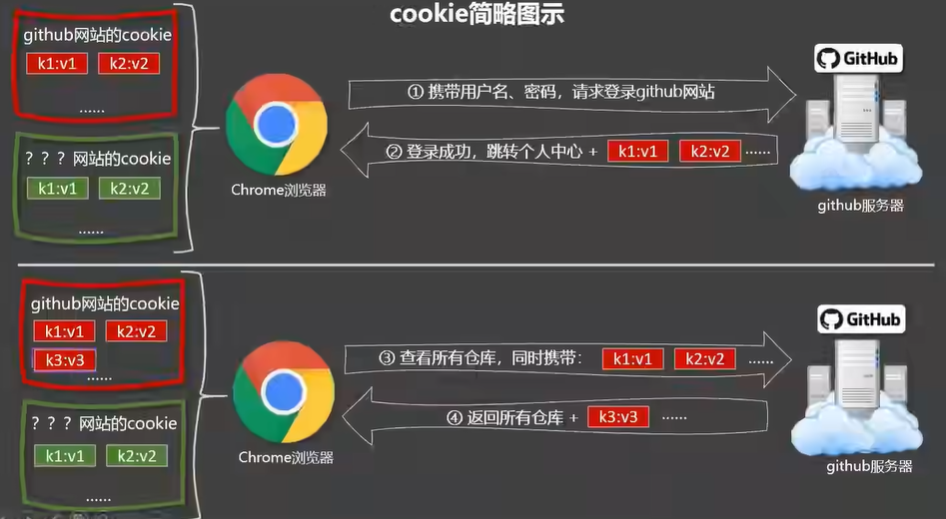 cookie简略图示
github网站的cookie
k1:v1 k2:v2
......
？？？网站的cookie
k1:v1 k2:v2
......
Chrome浏览器
① 携带用户名、密码，请求登录github网站
② 登录成功，跳转个人中心 + k1:v1 k2:v2 ......
GitHub
github服务器
github网站的cookie
k1:v1 k2:v2
k3:v3
......
？？？网站的cookie
k1:v1 k2:v2
......
Chrome浏览器
③ 查看所有仓库，同时携带： k1:v1 k2:v2 ......
④ 返回所有仓库 + k3:v3 ......
GitHub
github服务器